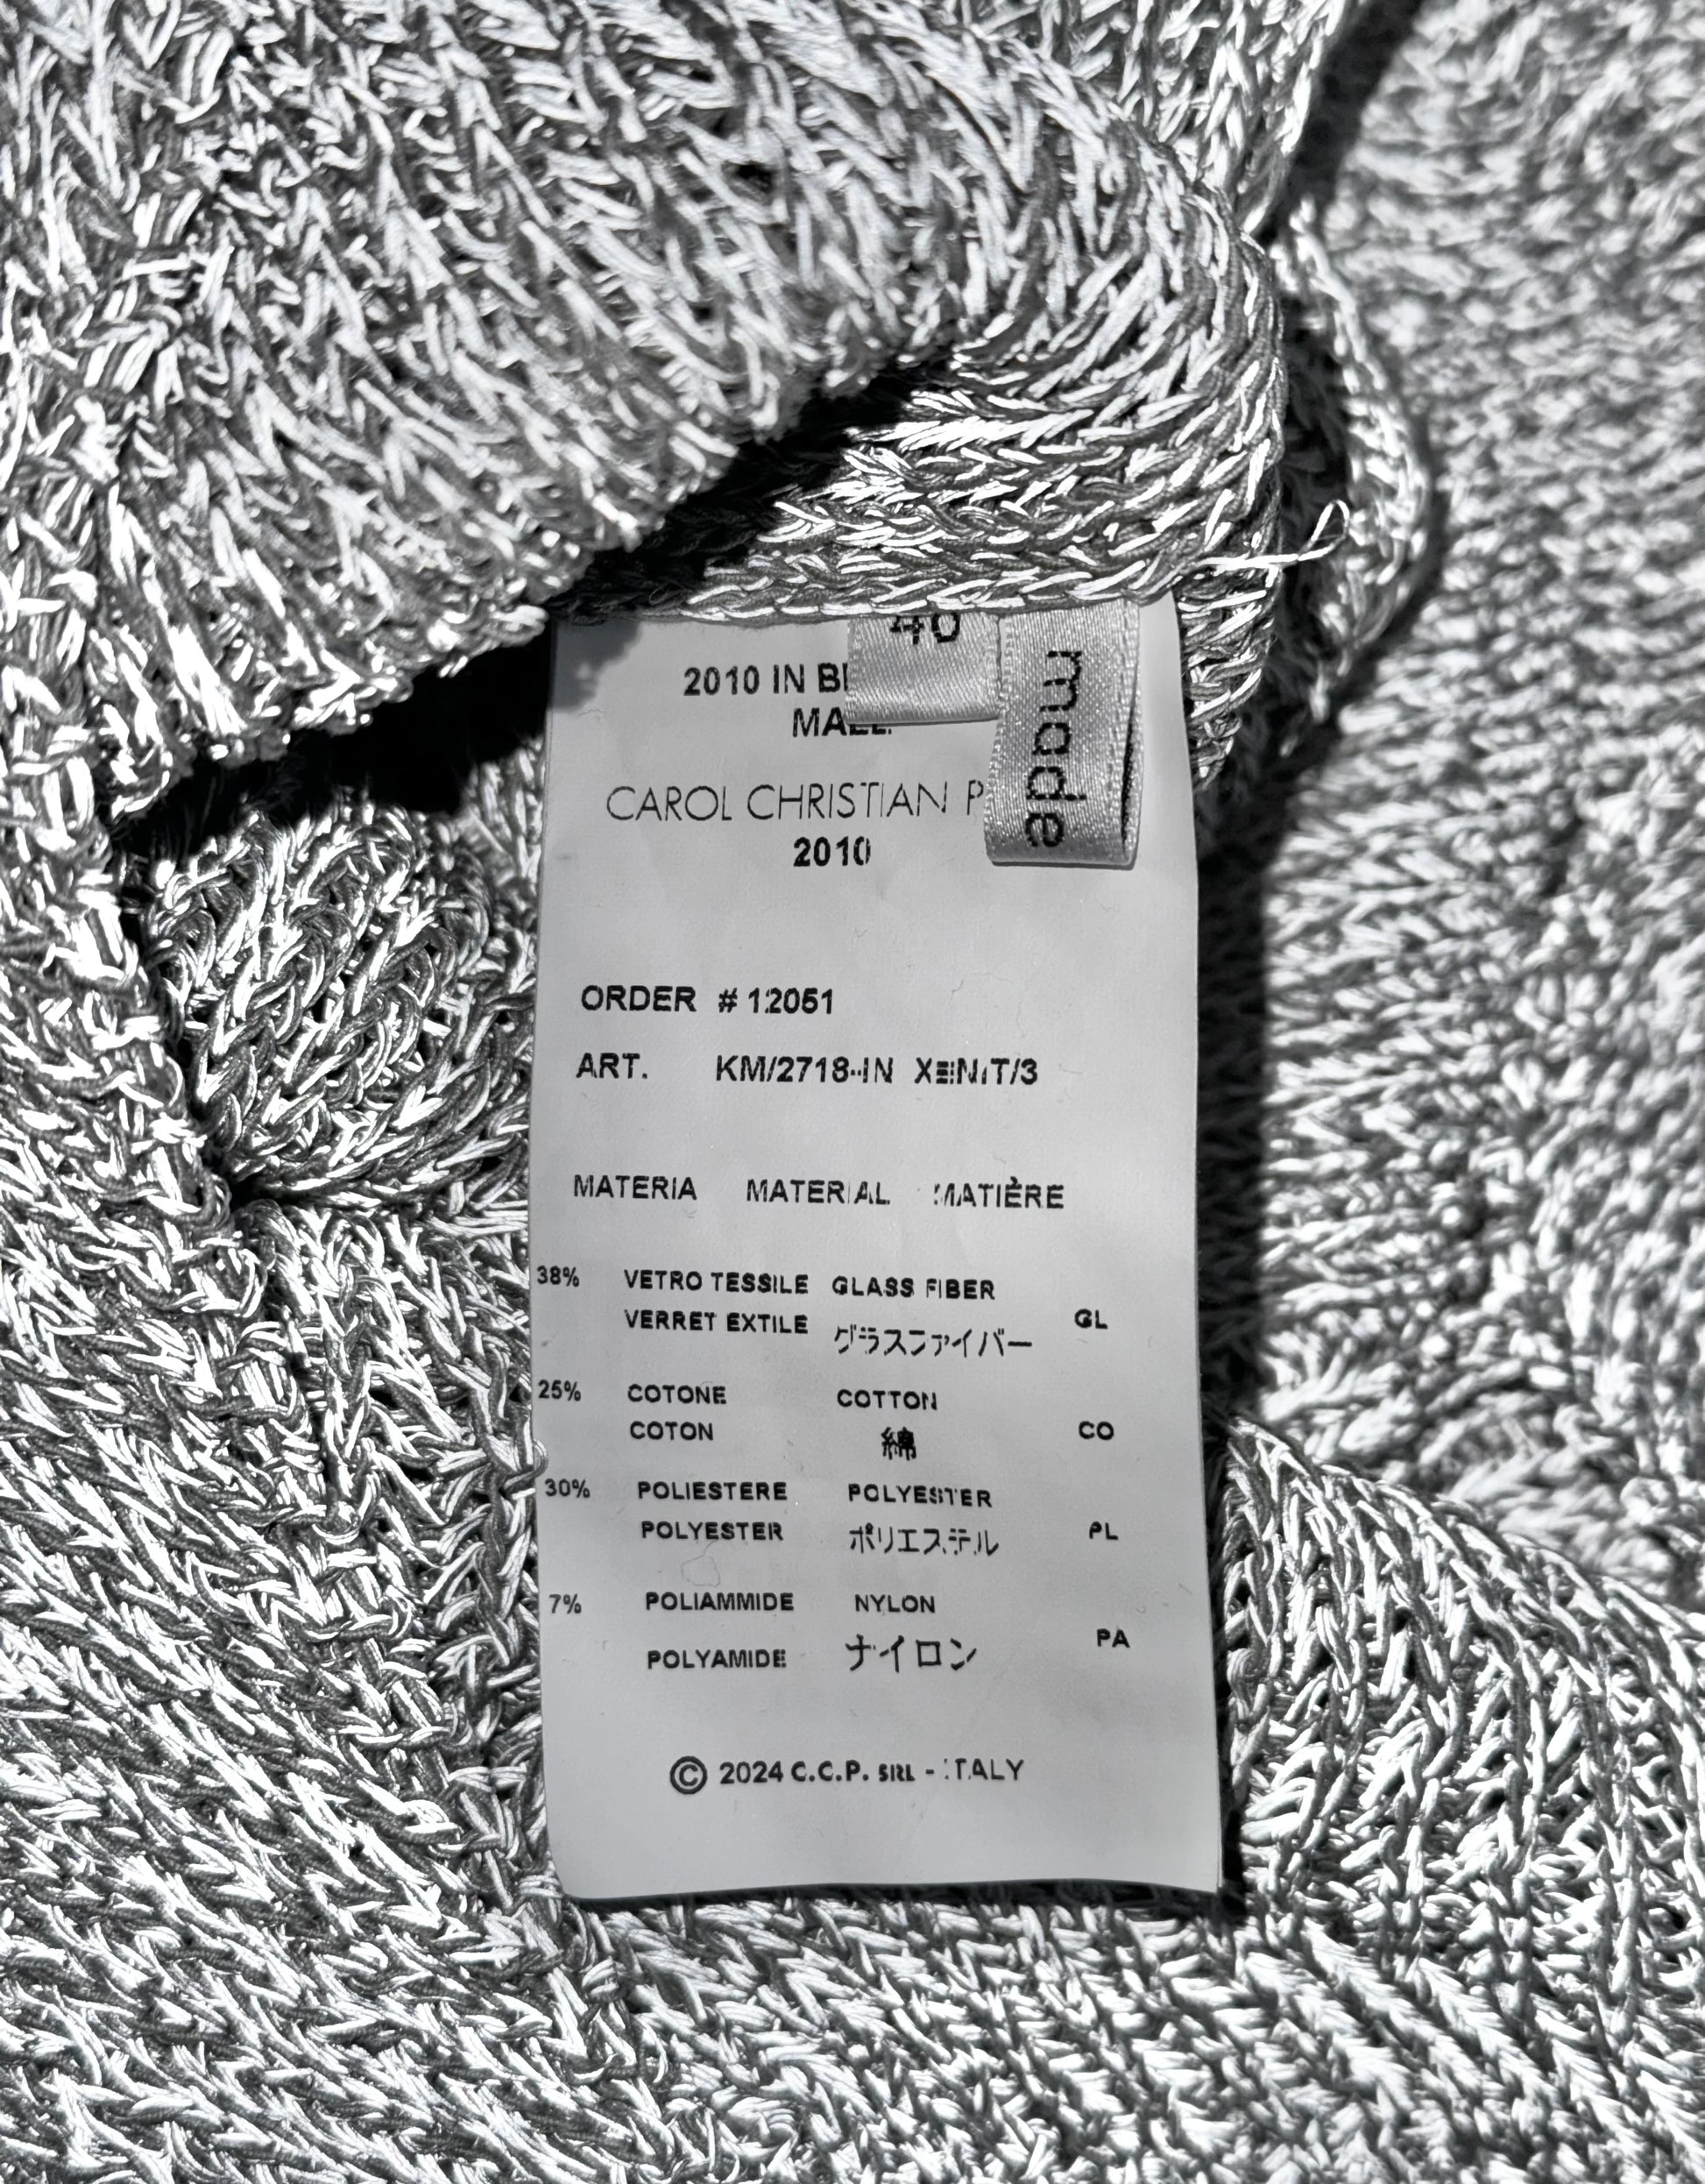 40
made
2010 IN
CAROL CHRISTIAN
2010
ORDER # 12051
ART. KM/2718-IN
MATERIA MATERIAL MATIÈRE
38% VETRO TESSILE GLASS FIBER
VERRET EXTILE グラスファイバー GL
25% COTONE COTTON
COTON 綿 CO
30% POLIESTERE POLYESTER
POLYESTER ポリエステル PL
7% POLIAMMIDE NYLON
POLYAMIDE ナイロン PA
© 2024 C.C.P. SRL - ITALY